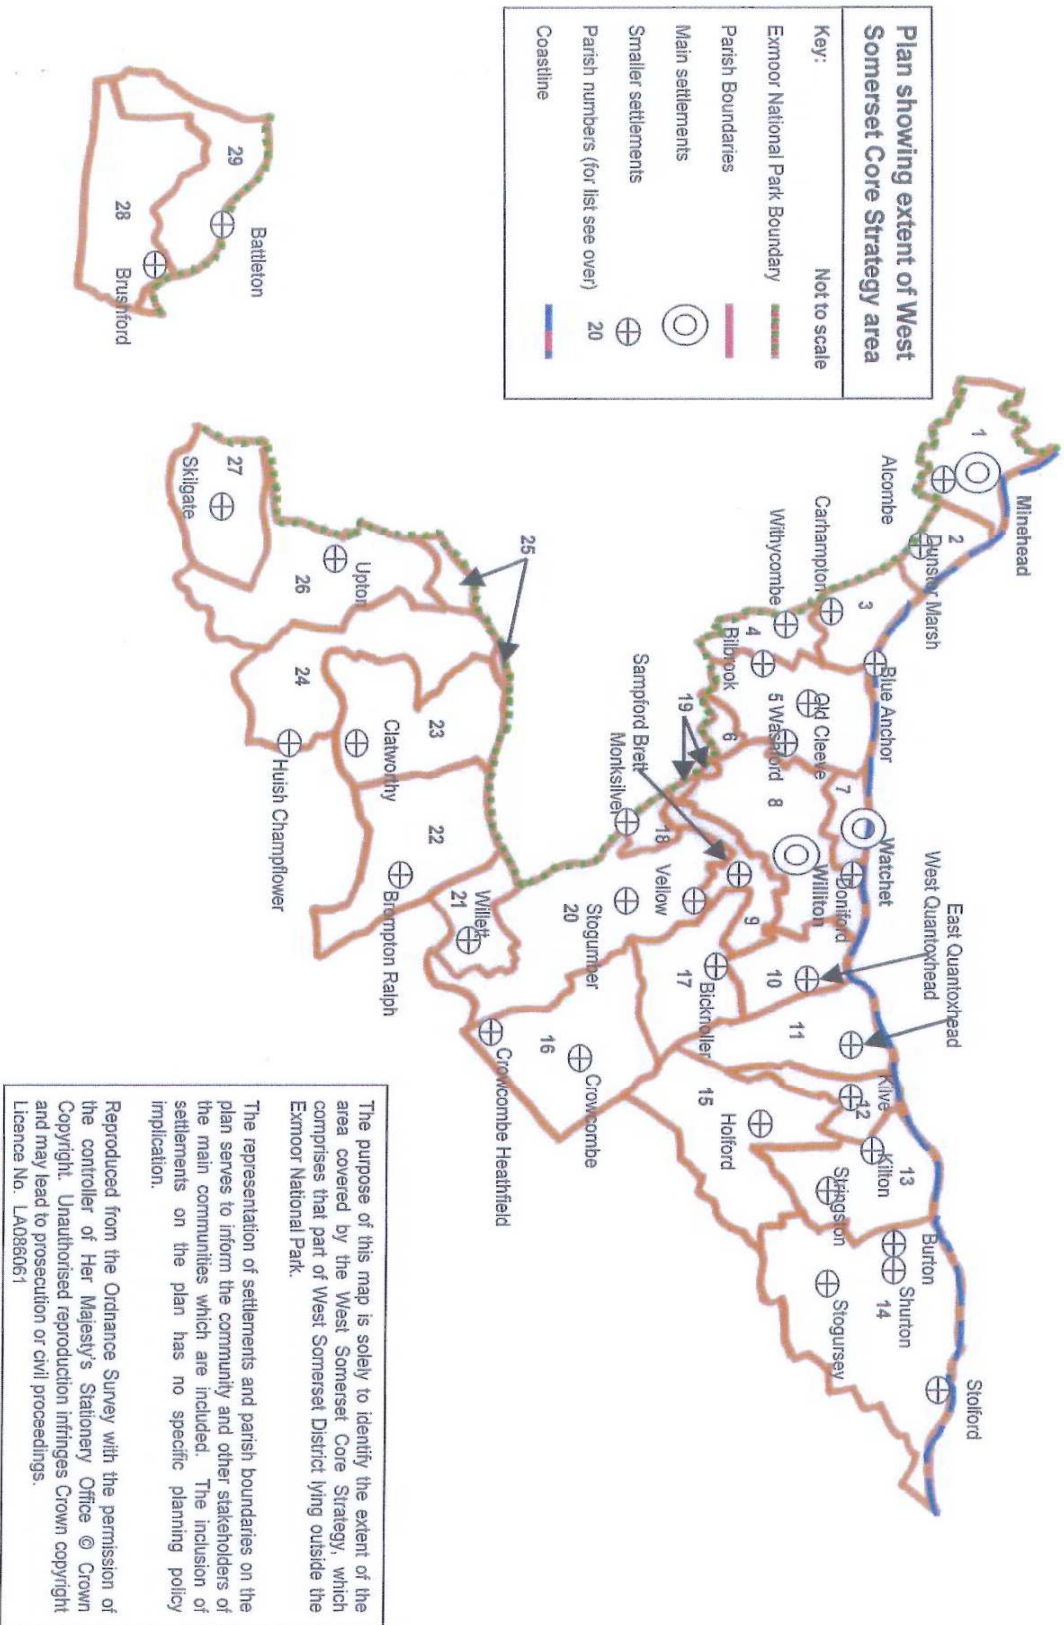 Plan showing extent of West
Somerset Core Strategy area
Key:
Not to scale
Exmoor National Park Boundary
Parish Boundaries
Main settlements
Smaller settlements
Parish numbers (for list see over)
20
Coastline
Minehead
1
Alcombe
2
Dunster Marsh
3
Carhampton
Withycombe
4
Blue Anchor
Bilbrook
5
Old Cleeve
Washford
6
7
8
Watchet
Williton
Doniford
East Quantoxhead
West Quantoxhead
9
10
11
Kilve
12
Kilton
13
Burton
Shurton
14
Stolford
Stogursey
Stringston
Holford
15
Bicknoller
17
Sampford Brett
19
Monksilver
18
Yellow
Stogumber
20
Crowcombe
16
Crowcombe Heathfield
Willett
21
Brompton Ralph
22
Clatworthy
23
Huish Champflower
24
25
Upton
26
27
Skilgate
Battleton
29
28
Brushford
The purpose of this map is solely to identify the extent of the
area covered by the West Somerset Core Strategy, which
comprises that part of West Somerset District lying outside the
Exmoor National Park.
The representation of settlements and parish boundaries on the
plan serves to inform the community and other stakeholders of
the main communities which are included. The inclusion of
settlements on the plan has no specific planning policy
implication.
Reproduced from the Ordnance Survey with the permission of
the controller of Her Majesty's Stationery Office © Crown
Copyright. Unauthorised reproduction infringes Crown copyright
and may lead to prosecution or civil proceedings.
Licence No. LA086061